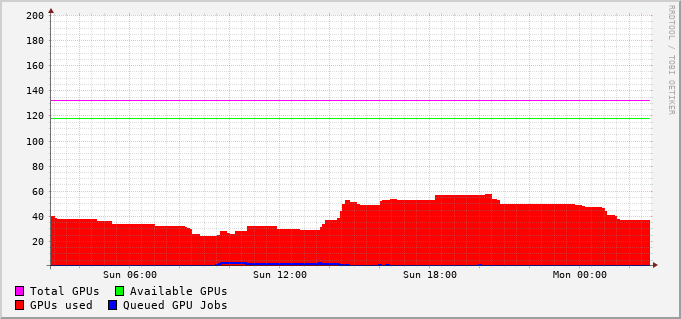 200
180
160
140
120
100
80
60
40
20
Sun 06:00 Sun 12:00 Sun 18:00 Mon 00:00
Total GPUs Available GPUs
GPUs used Queued GPU Jobs
RRDTOOL / TOBI OETIKER